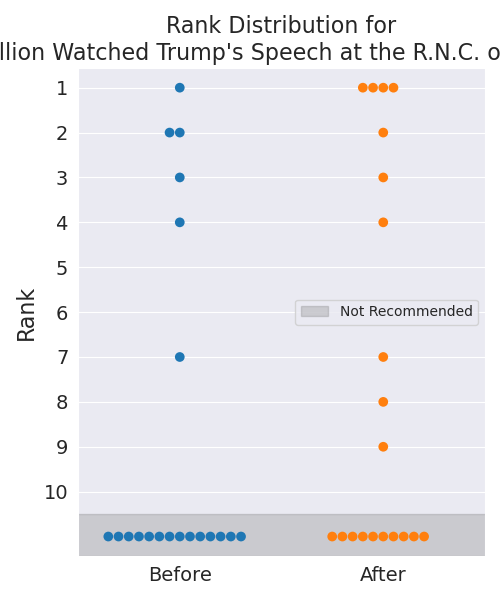 Rank Distribution for
llion Watched Trump's Speech at the R.N.C. o
1
2
3
4
5
6
7
8
9
10
Rank
Not Recommended
Before After